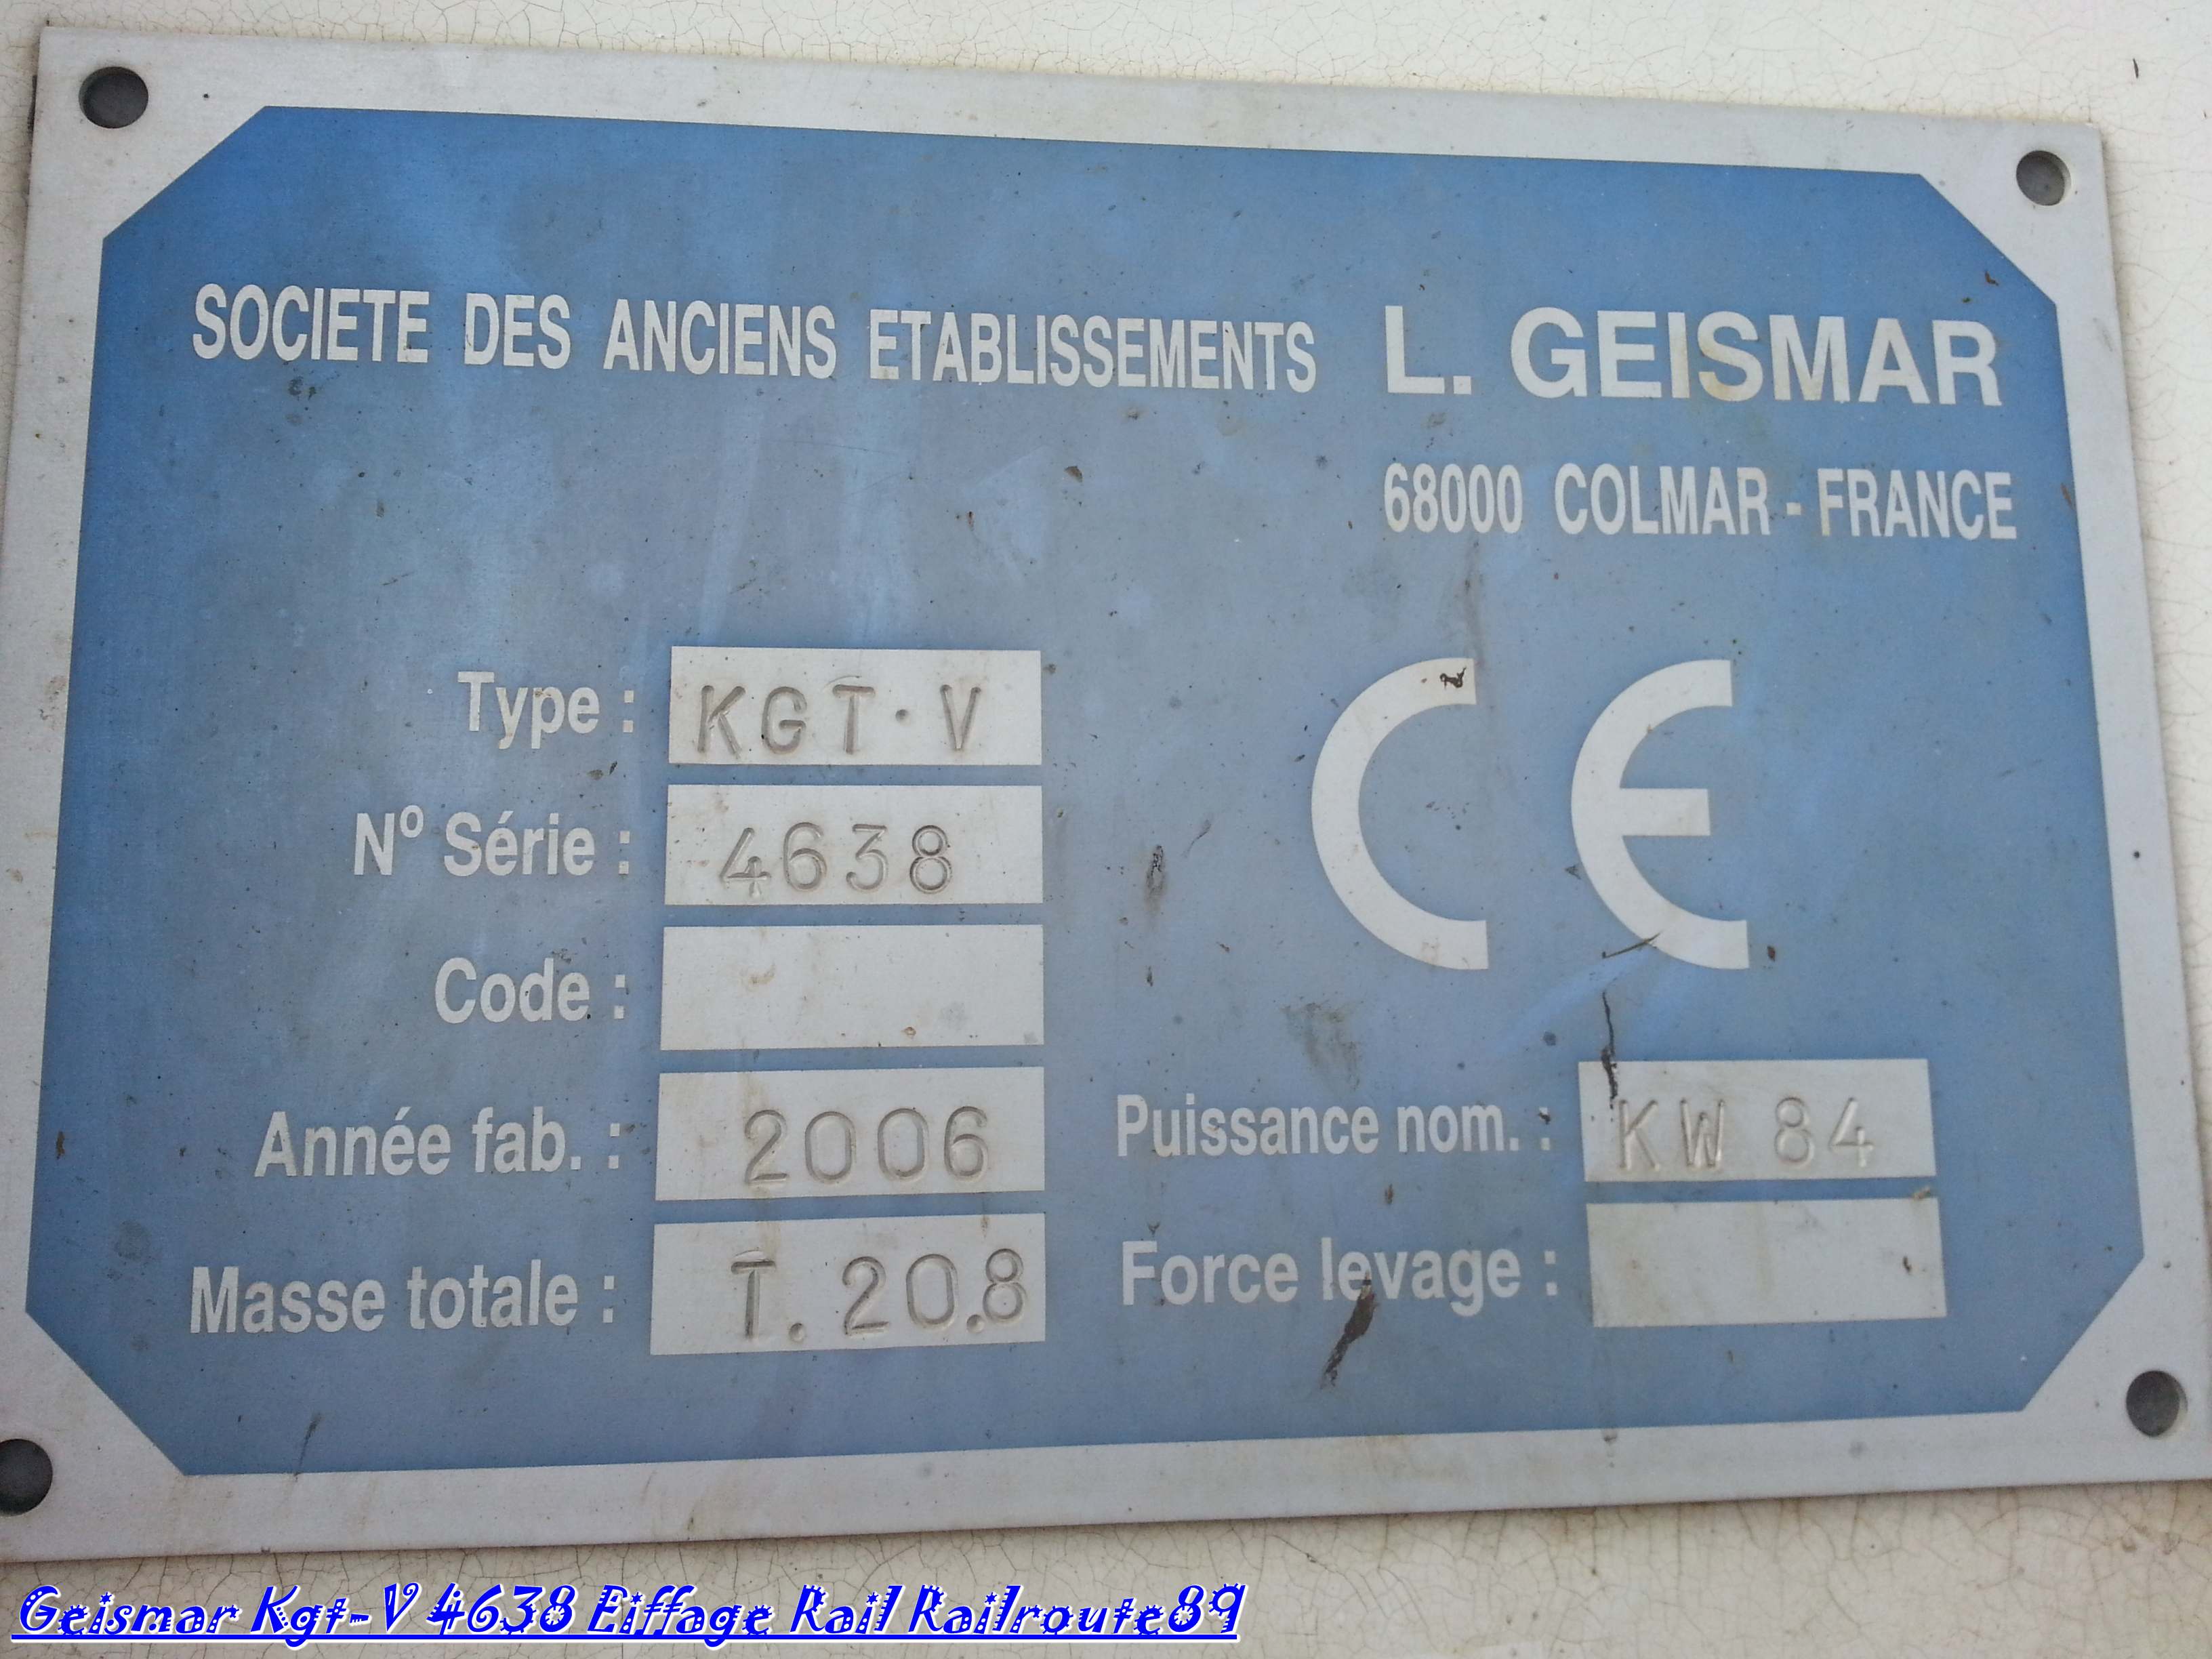 SOCIETE DES ANCIENS ETABLISSEMENTS L. GEISMAR
68000 COLMAR - FRANCE
Type : KGT·V
Nº Série : 4638
CE
Code :
Année fab. : 2006
Puissance nom. : KW 84
Masse totale : T. 20.8
Force levage :
Geismar Kgt-V 4638 Eiffage Rail Railroute89